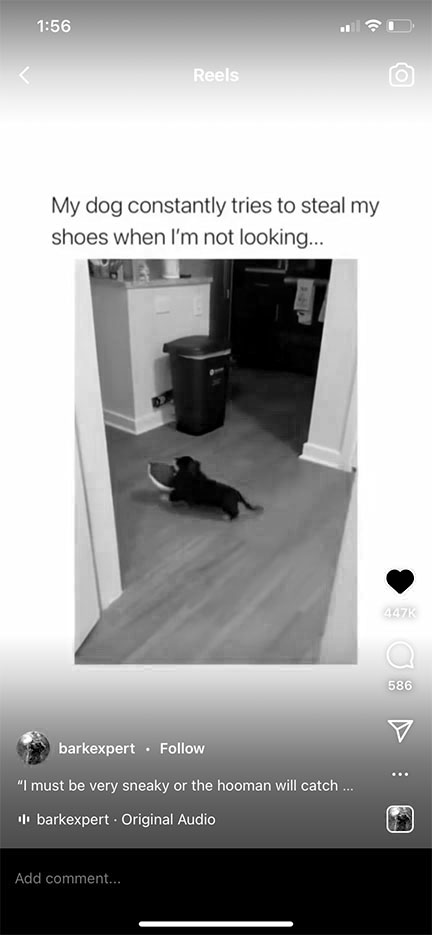 1:56
Reels
My dog constantly tries to steal my
shoes when I'm not looking...
447K
586
barkexpert • Follow
“I must be very sneaky or the hooman will catch ...
barkexpert · Original Audio
Add comment...